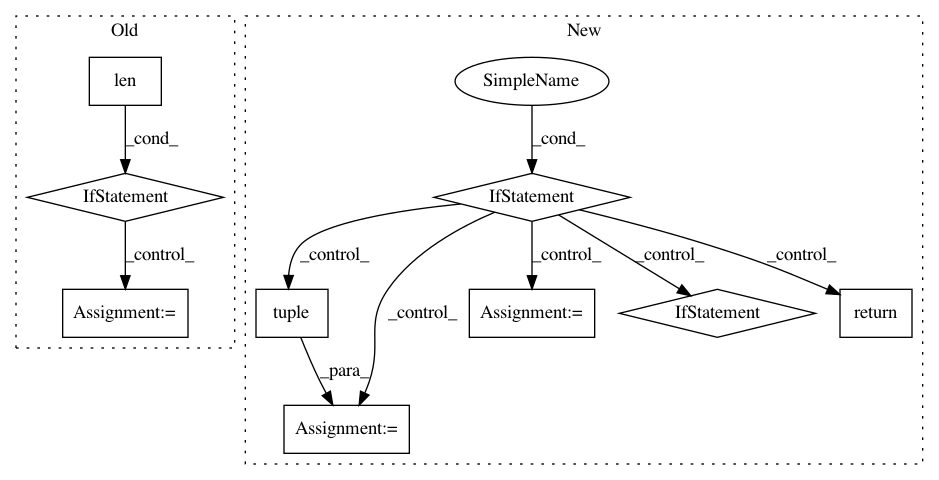 Old
New
len
SimpleName
_cond_
_cond_
IfStatement
IfStatement
_control_
_control_
_control_
_control_
_control_
_control_
Assignment:=
tuple
Assignment:=
IfStatement
return
_para_
Assignment:=